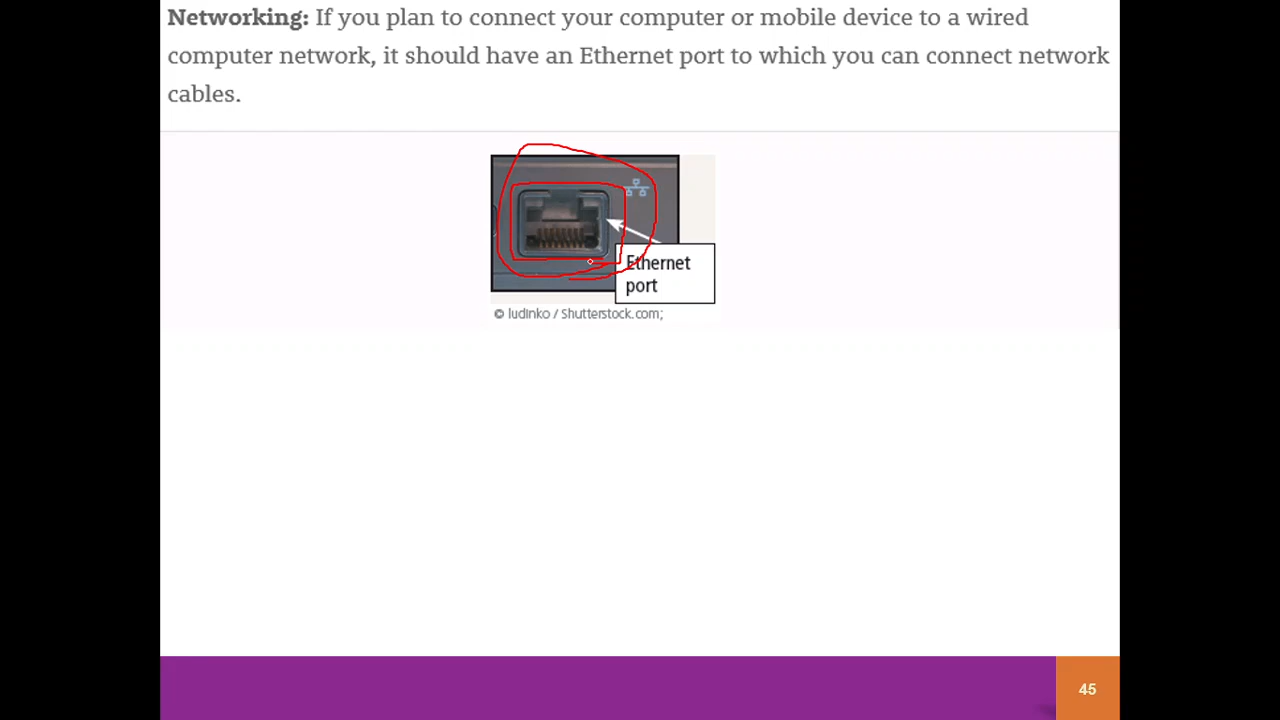 Networking: If you plan to connect your computer or mobile device to a wired
computer network, it should have an Ethernet port to which you can connect network
cables.
Ethernet
port
© ludinko / Shutterstock.com;
45